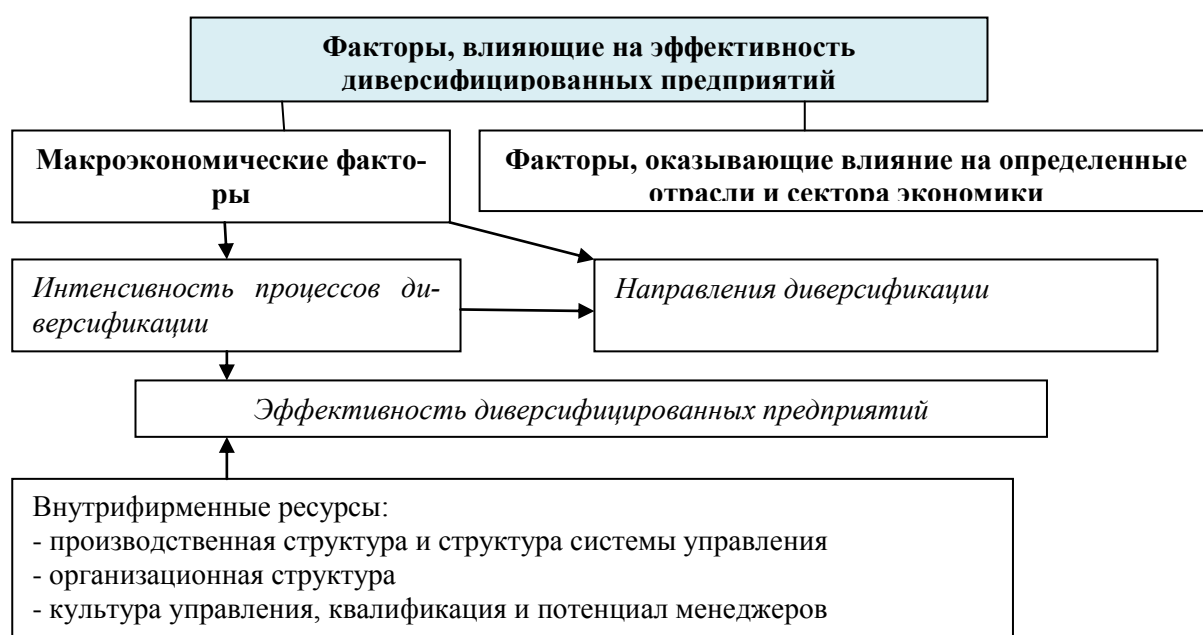 Факторы, влияющие на эффективность
диверсифицированных предприятий
Макроэкономические факто-
ры
Факторы, оказывающие влияние на определенные
отрасли и сектора экономики
Интенсивность процессов ди-
версификации
Направления диверсификации
Эффективность диверсифицированных предприятий
Внутрифирменные ресурсы:
- производственная структура и структура системы управления
- организационная структура
- культура управления, квалификация и потенциал менеджеров